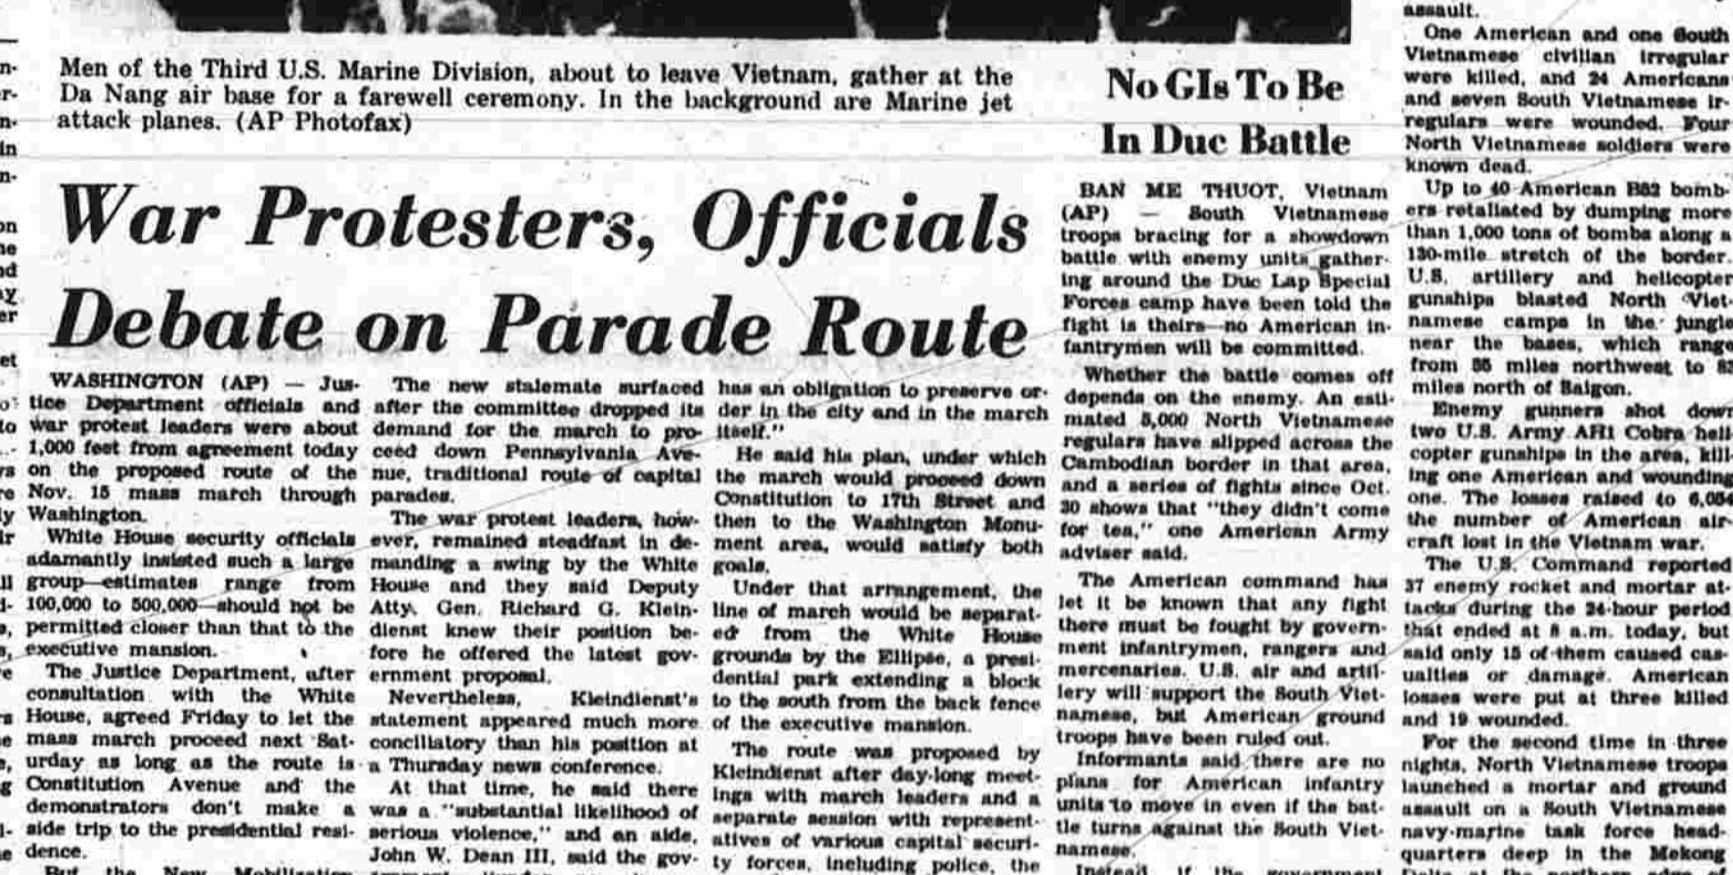 Men of the Third U.S. Marine Division, about to leave Vietnam, gather at the
Da Nang air base for a farewell ceremony. In the background are Marine jet
attack planes. (AP Photofax)
War Protesters, Officials
Debate on Parade Route
WASHINGTON (AP) — Jus-
tice Department officials and
war protest leaders were about
1,000 feet from agreement today
on the proposed route of the
Nov. 15 mass march through
Washington.
White House security officials
adamantly insisted such a large
group—estimates range from
100,000 to 500,000—should not be
permitted closer than that to the
executive mansion.
The Justice Department, after
consultation with the White
House, agreed Friday to let the
mass march proceed next Sat-
urday as long as the route is
Constitution Avenue and the
demonstrators don't make a
side trip to the presidential resi-
dence.
But the New Mobilization
The new stalemate surfaced
after the committee dropped its
demand for the march to pro-
ceed down Pennsylvania Ave-
nue, traditional route of capital
parades.
The war protest leaders, how-
ever, remained steadfast in de-
manding a swing by the White
House and they said Deputy
Atty. Gen. Richard G. Klein-
dienst knew their position be-
fore he offered the latest gov-
ernment proposal.
Nevertheless, Kleindienst's
statement appeared much more
conciliatory than his position at
a Thursday news conference.
At that time, he said there
was a "substantial likelihood of
serious violence," and an aide,
John W. Dean III, said the gov-
has an obligation to preserve or-
der in the city and in the march
itself."
He said his plan, under which
the march would proceed down
Constitution to 17th Street and
then to the Washington Monu-
ment area, would satisfy both
goals.
Under that arrangement, the
line of march would be separat-
ed from the White House
grounds by the Ellipse, a presi-
dential park extending a block
to the south from the back fence
of the executive mansion.
The route was proposed by
Kleindienst after day-long meet-
ings with march leaders and a
separate session with represent-
atives of various capital securi-
ty forces, including police, the
No GIs To Be
In Duc Battle
BAN ME THUOT, Vietnam
(AP) — South Vietnamese
troops bracing for a showdown
battle with enemy units gather-
ing around the Duc Lap Special
Forces camp have been told the
fight is theirs—no American in-
fantrymen will be committed.
Whether the battle comes off
depends on the enemy. An esti-
mated 5,000 North Vietnamese
regulars have slipped across the
Cambodian border in that area,
and a series of fights since Oct.
30 shows that "they didn't come
for tea," one American Army
adviser said.
The American command has
let it be known that any fight
there must be fought by govern-
ment infantrymen, rangers and
mercenaries. U.S. air and artil-
lery will support the South Viet-
namese, but American ground
troops have been ruled out.
Informants said there are no
plans for American infantry
units to move in even if the bat-
tle turns against the South Viet-
namese.
Instead, if the government
assault.
One American and one South
Vietnamese civilian irregular
were killed, and 24 Americans
and seven South Vietnamese ir-
regulars were wounded. Four
North Vietnamese soldiers were
known dead.
Up to 40 American B52 bomb-
ers retaliated by dumping more
than 1,000 tons of bombs along a
130-mile stretch of the border.
U.S. artillery and helicopter
gunships blasted North Viet-
namese camps in the jungle
near the bases, which range
from 85 miles northwest to
miles north of Saigon.
Enemy gunners shot down
two U.S. Army AH1 Cobra heli-
copter gunships in the area, kill-
ing one American and wounding
one. The losses raised to
the number of American air-
craft lost in the Vietnam war.
The U.S. Command reported
37 enemy rocket and mortar at-
tacks during the 24-hour period
that ended at 8 a.m. today, but
said only 15 of them caused cas-
ualties or damage. American
losses were put at three killed
and 19 wounded.
For the second time in three
nights, North Vietnamese troops
launched a mortar and ground
assault on a South Vietnamese
navy-marine task force head-
quarters deep in the Mekong